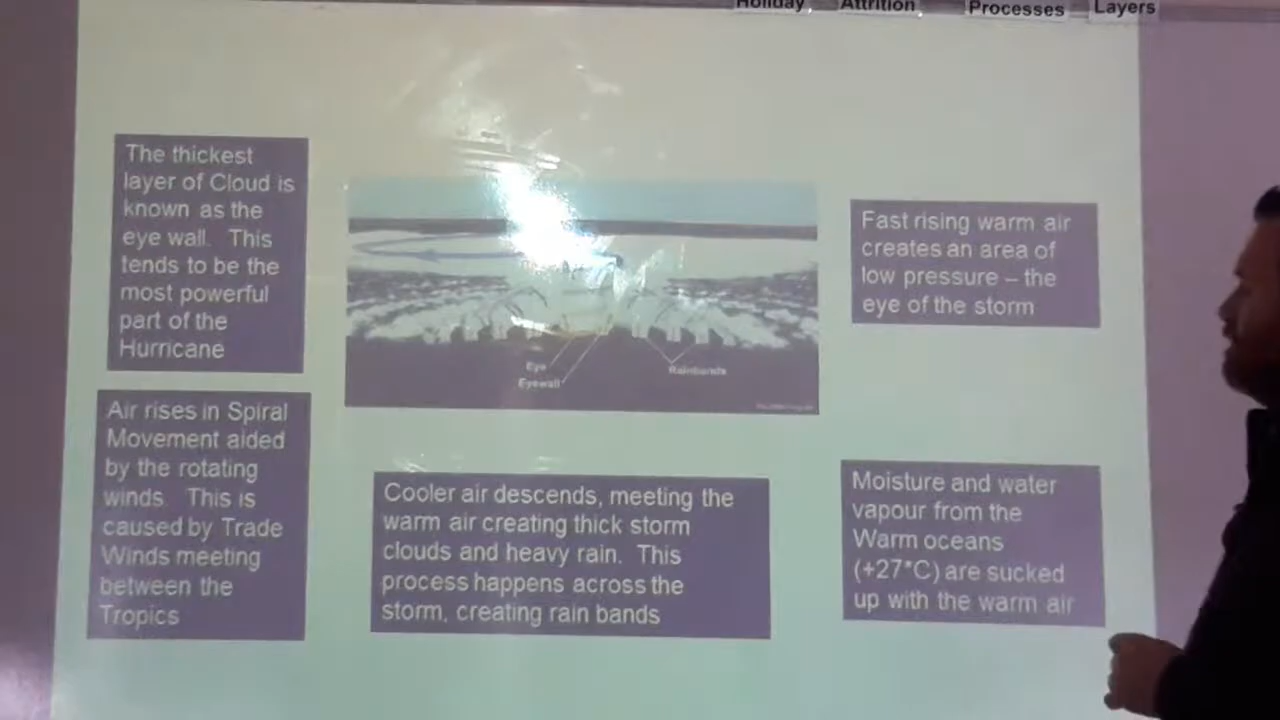 Holiday
Attrition
Processes
Layers
The thickest
layer of Cloud is
known as the
eye wall. This
tends to be the
most powerful
part of the
Hurricane
Fast rising warm air
creates an area of
low pressure – the
eye of the storm
Eye
Eyewall
Rainbands
Air rises in Spiral
Movement aided
by the rotating
winds. This is
caused by Trade
Winds meeting
between the
Tropics
Cooler air descends, meeting the
warm air creating thick storm
clouds and heavy rain. This
process happens across the
storm, creating rain bands
Moisture and water
vapour from the
Warm oceans
(+27*C) are sucked
up with the warm air